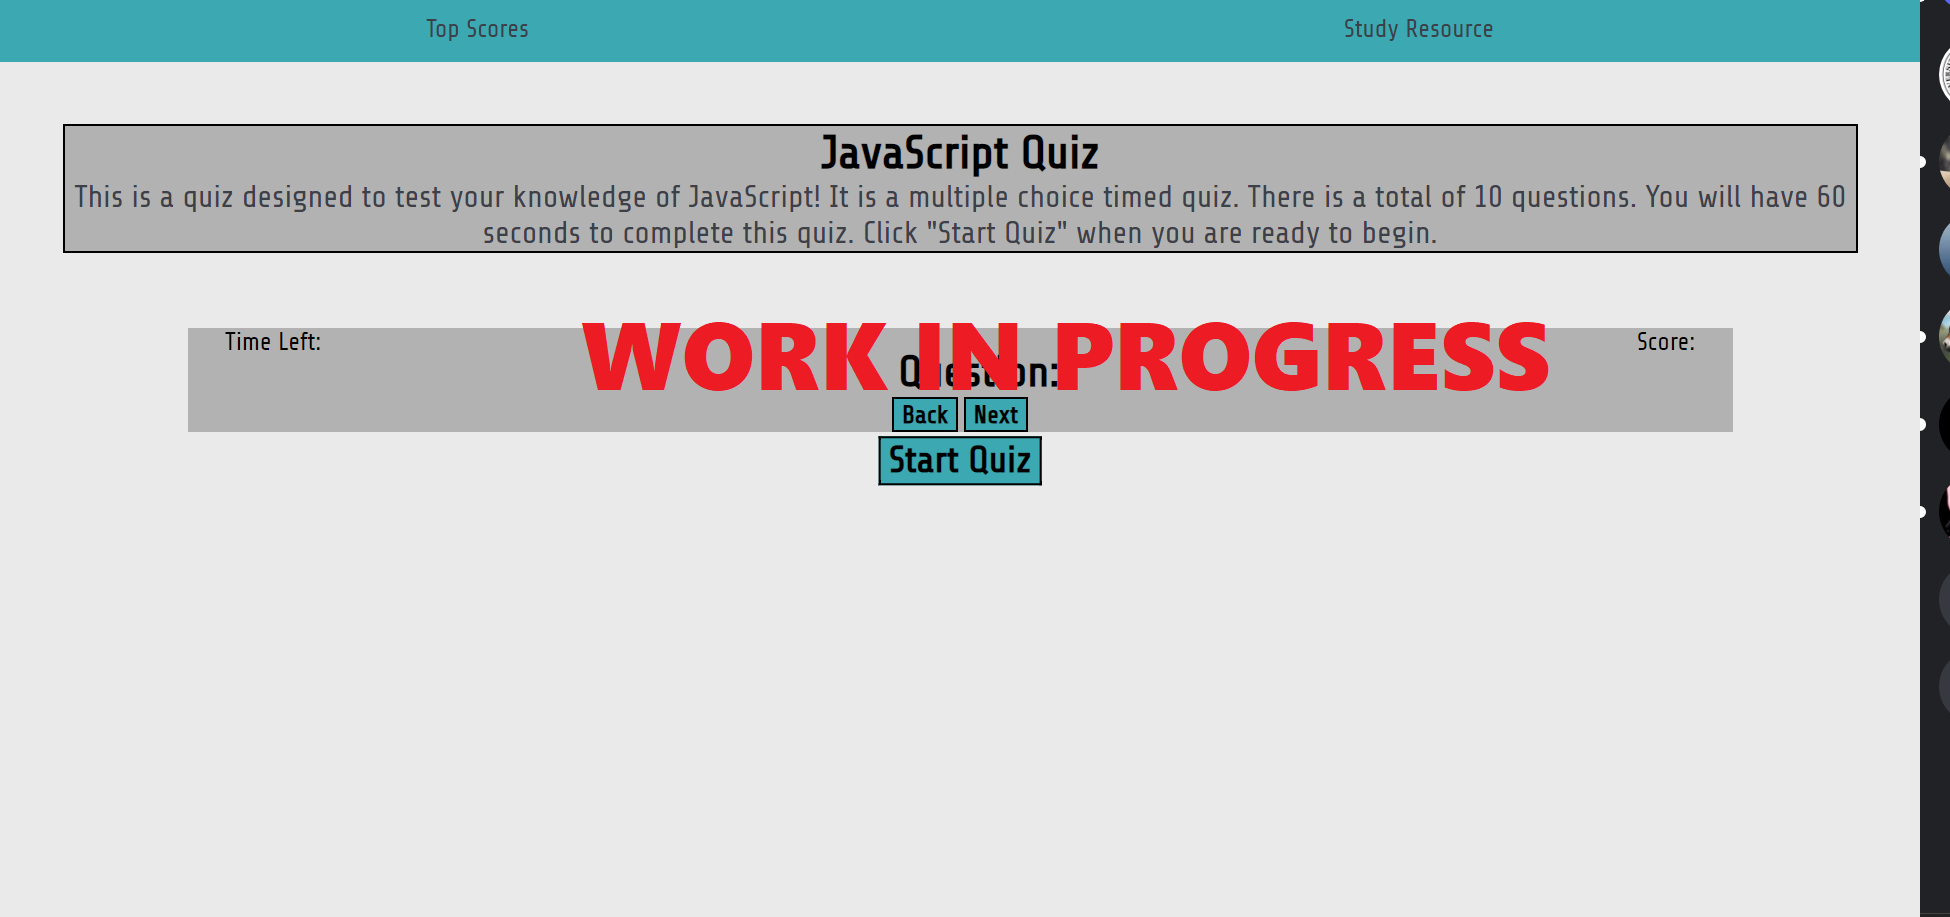 Top Scores
Study Resource
JavaScript Quiz
This is a quiz designed to test your knowledge of JavaScript! It is a multiple choice timed quiz. There is a total of 10 questions. You will have 60
seconds to complete this quiz. Click "Start Quiz" when you are ready to begin.
Time Left:
WORK IN PROGRESS
Score:
Question:
Back Next
Start Quiz